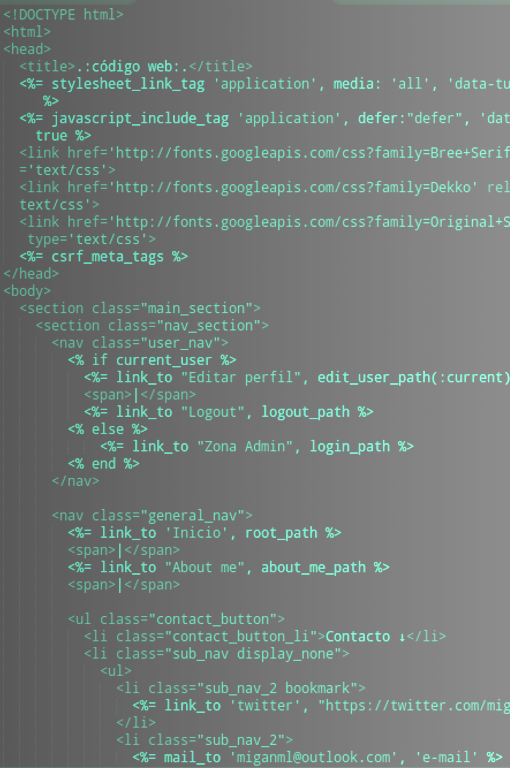 <!DOCTYPE html>
<html>
<head>
<title>.:código web:.</title>
<%= stylesheet_link_tag 'application', media: 'all', 'data-tu
%>
<%= javascript_include_tag 'application', defer:"defer", 'dat
true %>
<link href='http://fonts.googleapis.com/css?family=Bree+Serif
='text/css'>
<link href='http://fonts.googleapis.com/css?family=Dekko' rel
text/css'>
<link href='http://fonts.googleapis.com/css?family=Original+S
type='text/css'>
<%= csrf_meta_tags %>
</head>
<body>
<section class="main_section">
<section class="nav_section">
<nav class="user_nav">
<% if current_user %>
<%= link_to "Editar perfil", edit_user_path(:current)
<span>|</span>
<%= link_to "Logout", logout_path %>
<% else %>
<%= link_to "Zona Admin", login_path %>
<% end %>
</nav>
<nav class="general_nav">
<%= link_to 'Inicio', root_path %>
<span>|</span>
<%= link_to "About me", about_me_path %>
<span>|</span>
<ul class="contact_button">
<li class="contact_button_li">Contacto ↓</li>
<li class="sub_nav display_none">
<ul>
<li class="sub_nav_2 bookmark">
<%= link_to 'twitter', "https://twitter.com/mig
</li>
<li class="sub_nav_2">
<%= mail_to 'miganml@outlook.com', 'e-mail' %>